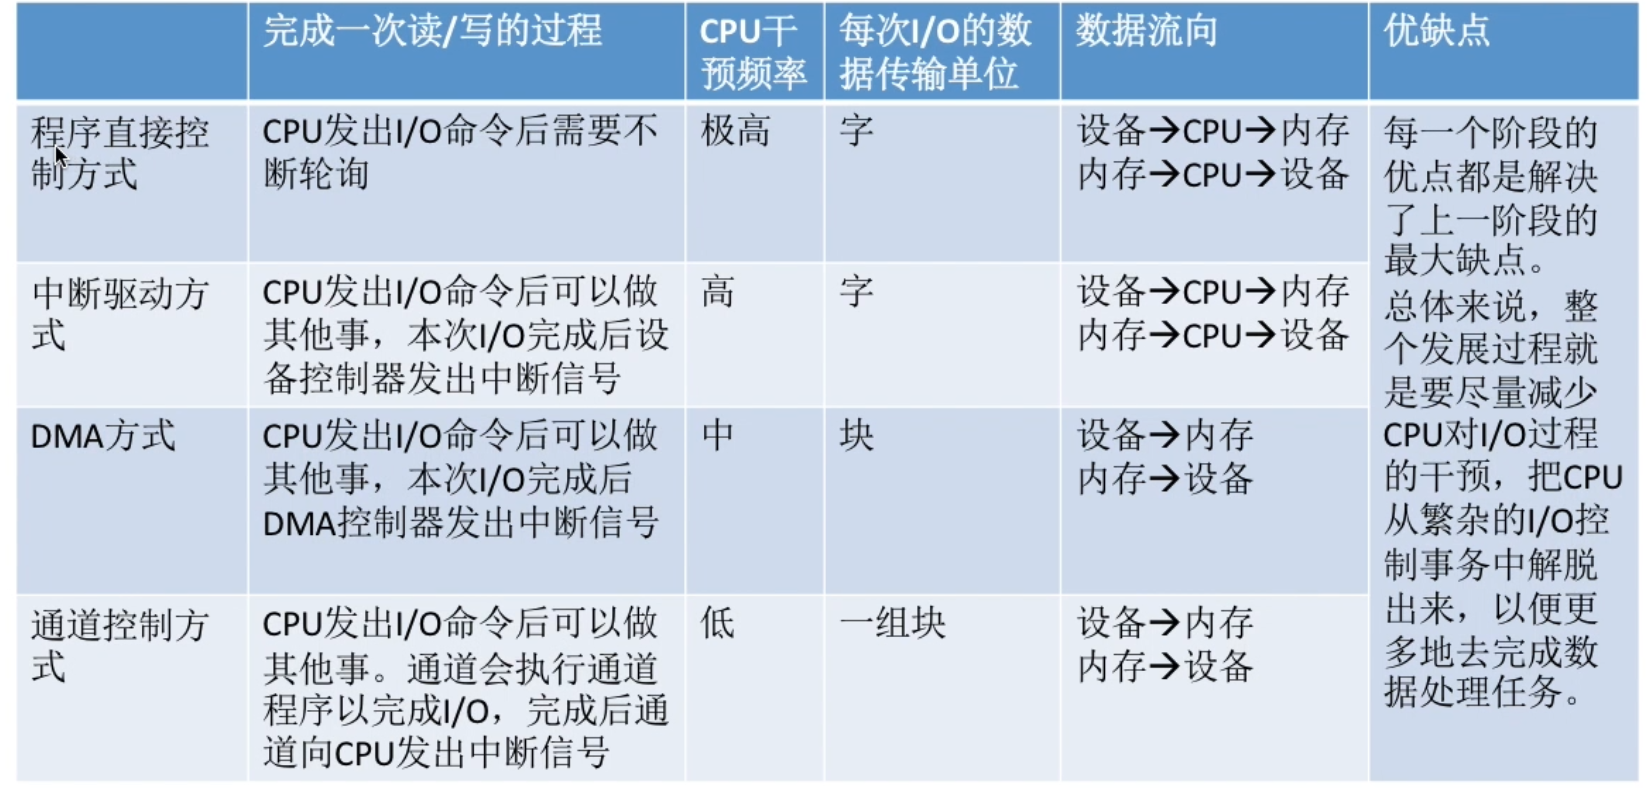 完成一次读/写的过程
CPU干
预频率
每次I/O的数
据传输单位
数据流向
优缺点
程序直接控
制方式
CPU发出I/O命令后需要不
断轮询
极高
字
设备→CPU→内存
内存→CPU→设备
每一个阶段的
优点都是解决
了上一阶段的
最大缺点。
总体来说，整
个发展过程就
是要尽量减少
CPU对I/O过程
的干预，把CPU
从繁杂的I/O控
制事务中解脱
出来，以便更
多地去完成数
据处理任务。
中断驱动方
式
CPU发出I/O命令后可以做
其他事，本次I/O完成后设
备控制器发出中断信号
高
字
设备→CPU→内存
内存→CPU→设备
DMA方式
CPU发出I/O命令后可以做
其他事，本次I/O完成后
DMA控制器发出中断信号
中
块
设备→内存
内存→设备
通道控制方
式
CPU发出I/O命令后可以做
其他事。通道会执行通道
程序以完成I/O，完成后通
道向CPU发出中断信号
低
一组块
设备→内存
内存→设备